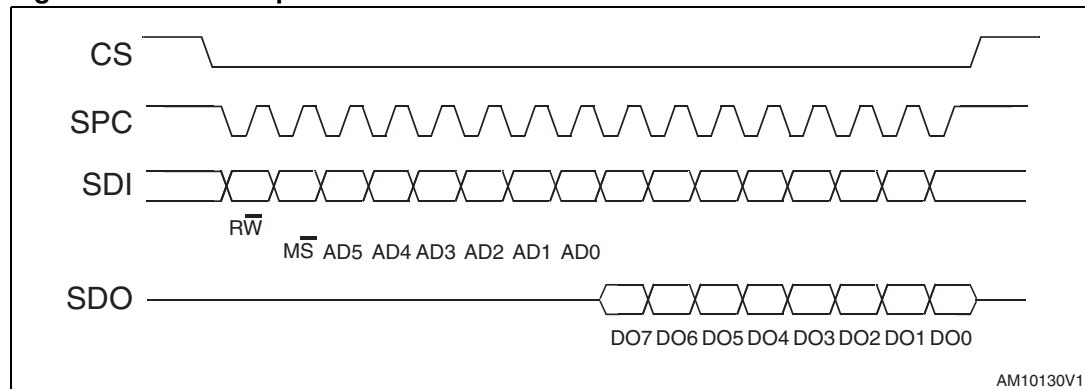 CS
SPC
SDI
RW̅
MS̅ AD5 AD4 AD3 AD2 AD1 AD0
SDO
DO7 DO6 DO5 DO4 DO3 DO2 DO1 DO0
AM10130V1